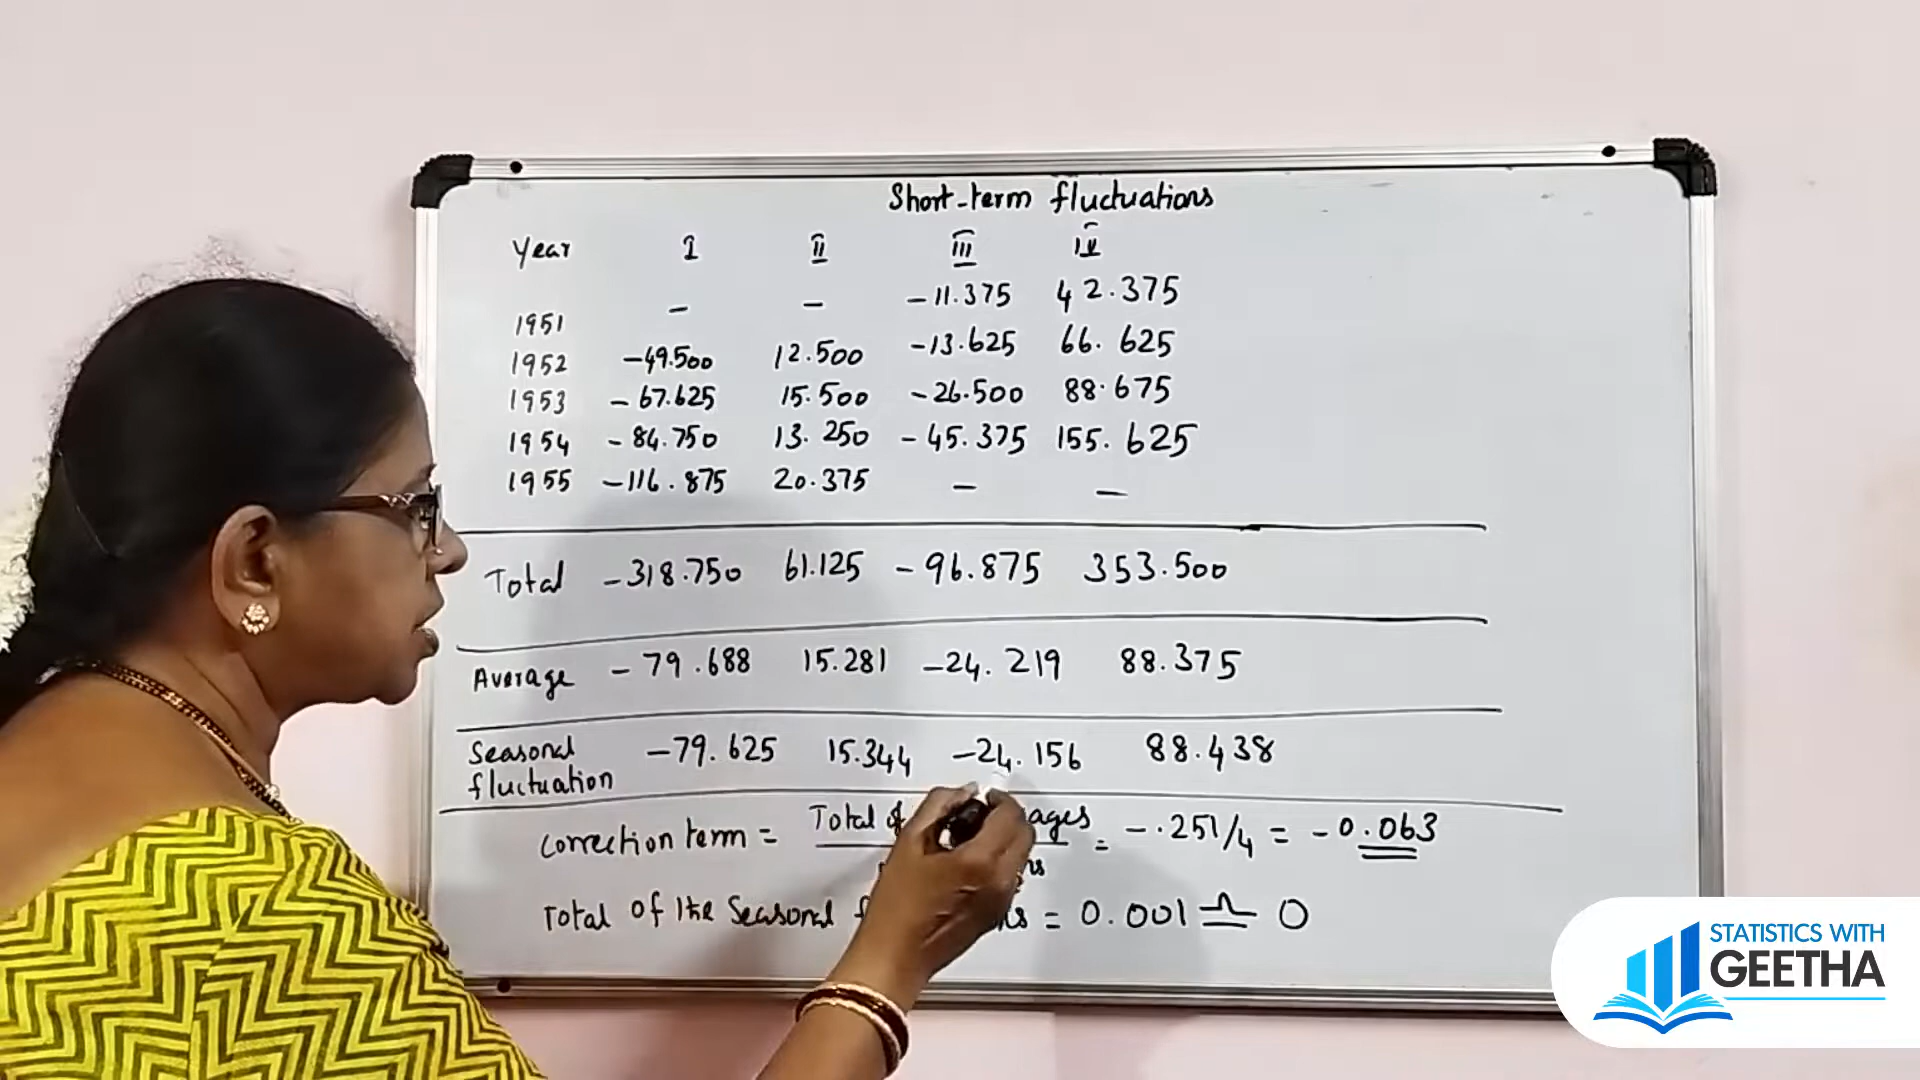 Short-term fluctuations
Year I II III IV
1951 - - -11.375 42.375
1952 -49.500 12.500 -13.625 66.625
1953 -67.625 15.500 -26.500 88.675
1954 -84.750 13.250 -45.375 155.625
1955 -116.875 20.375 - -
Total -318.750 61.125 -96.875 353.500
Average -79.688 15.281 -24.219 88.375
Seasonal fluctuation -79.625 15.344 -24.156 88.438
Correction term = Total of = -.251/4 = -0.063
Total of the Seasonal = 0.001 ≏ 0
STATISTICS WITH
GEETHA